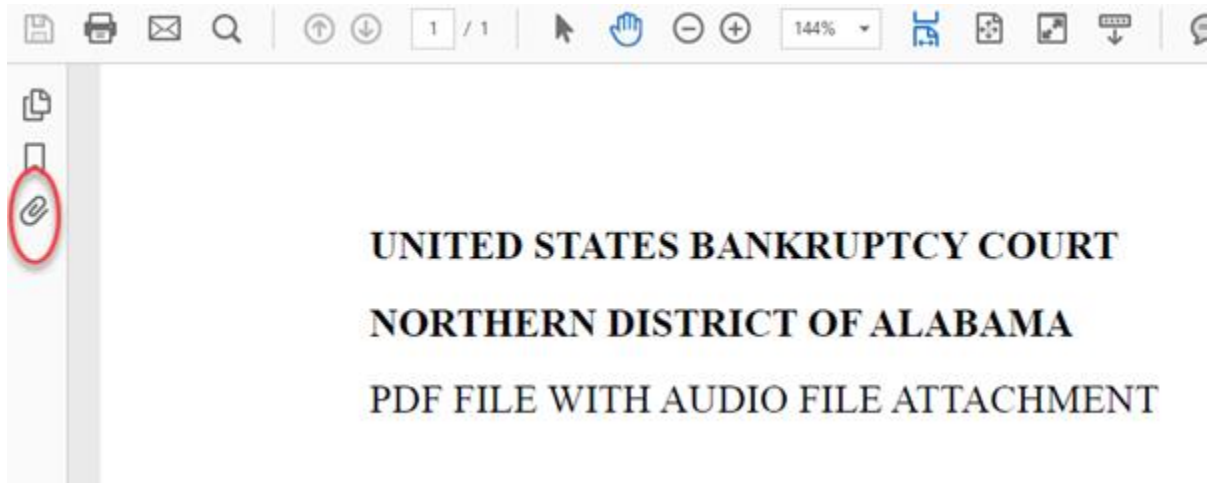 1 / 1 144%
UNITED STATES BANKRUPTCY COURT
NORTHERN DISTRICT OF ALABAMA
PDF FILE WITH AUDIO FILE ATTACHMENT